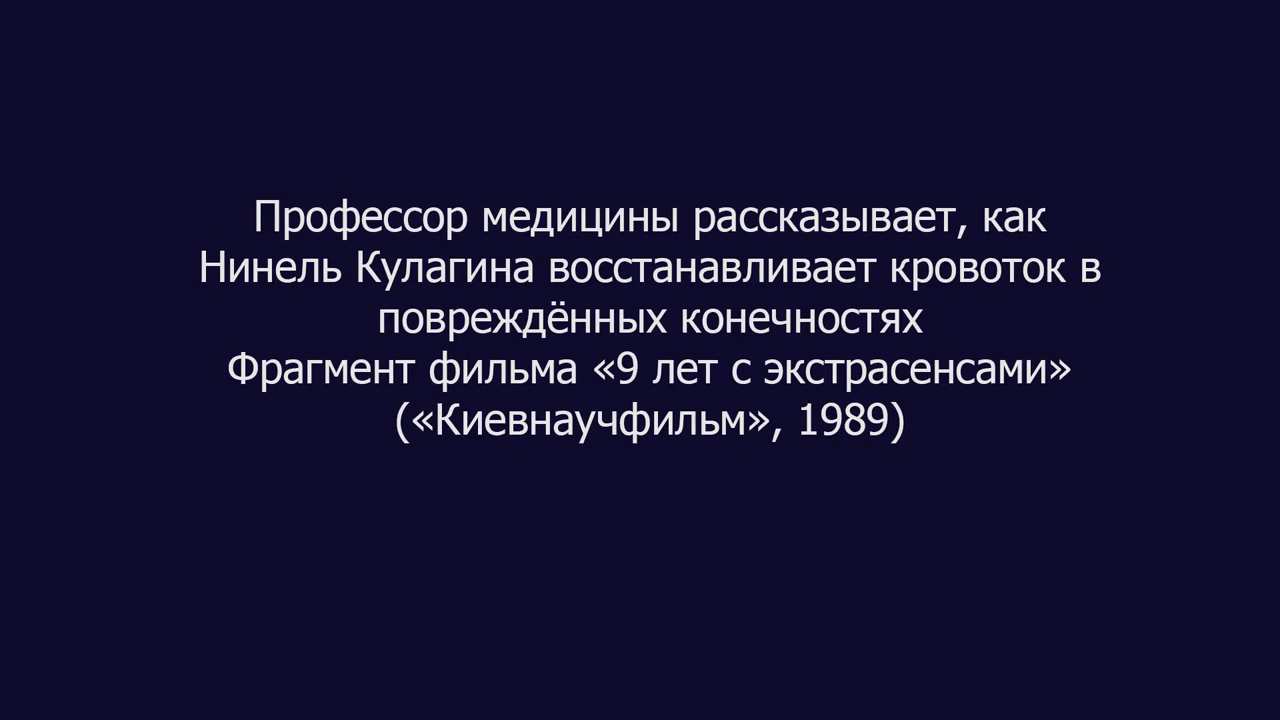 Профессор медицины рассказывает, как
Нинель Кулагина восстанавливает кровоток в
повреждённых конечностях
Фрагмент фильма «9 лет с экстрасенсами»
(«Киевнаучфильм», 1989)